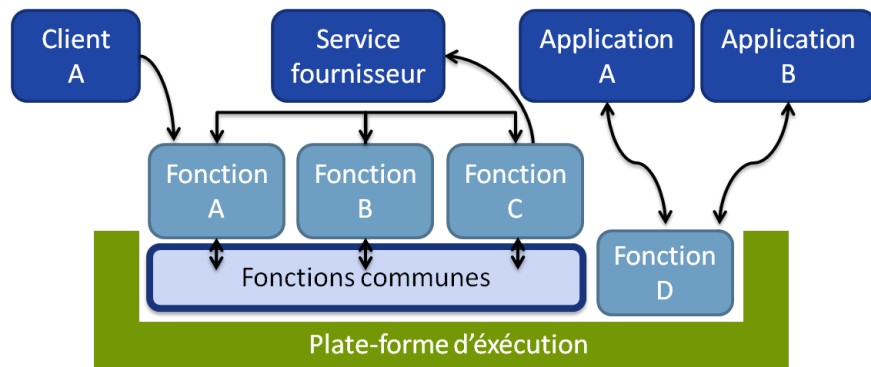 Client
A
Service
fournisseur
Application
A
Application
B
Fonction
A
Fonction
B
Fonction
C
Fonction
D
Fonctions communes
Plate-forme d'éxécution